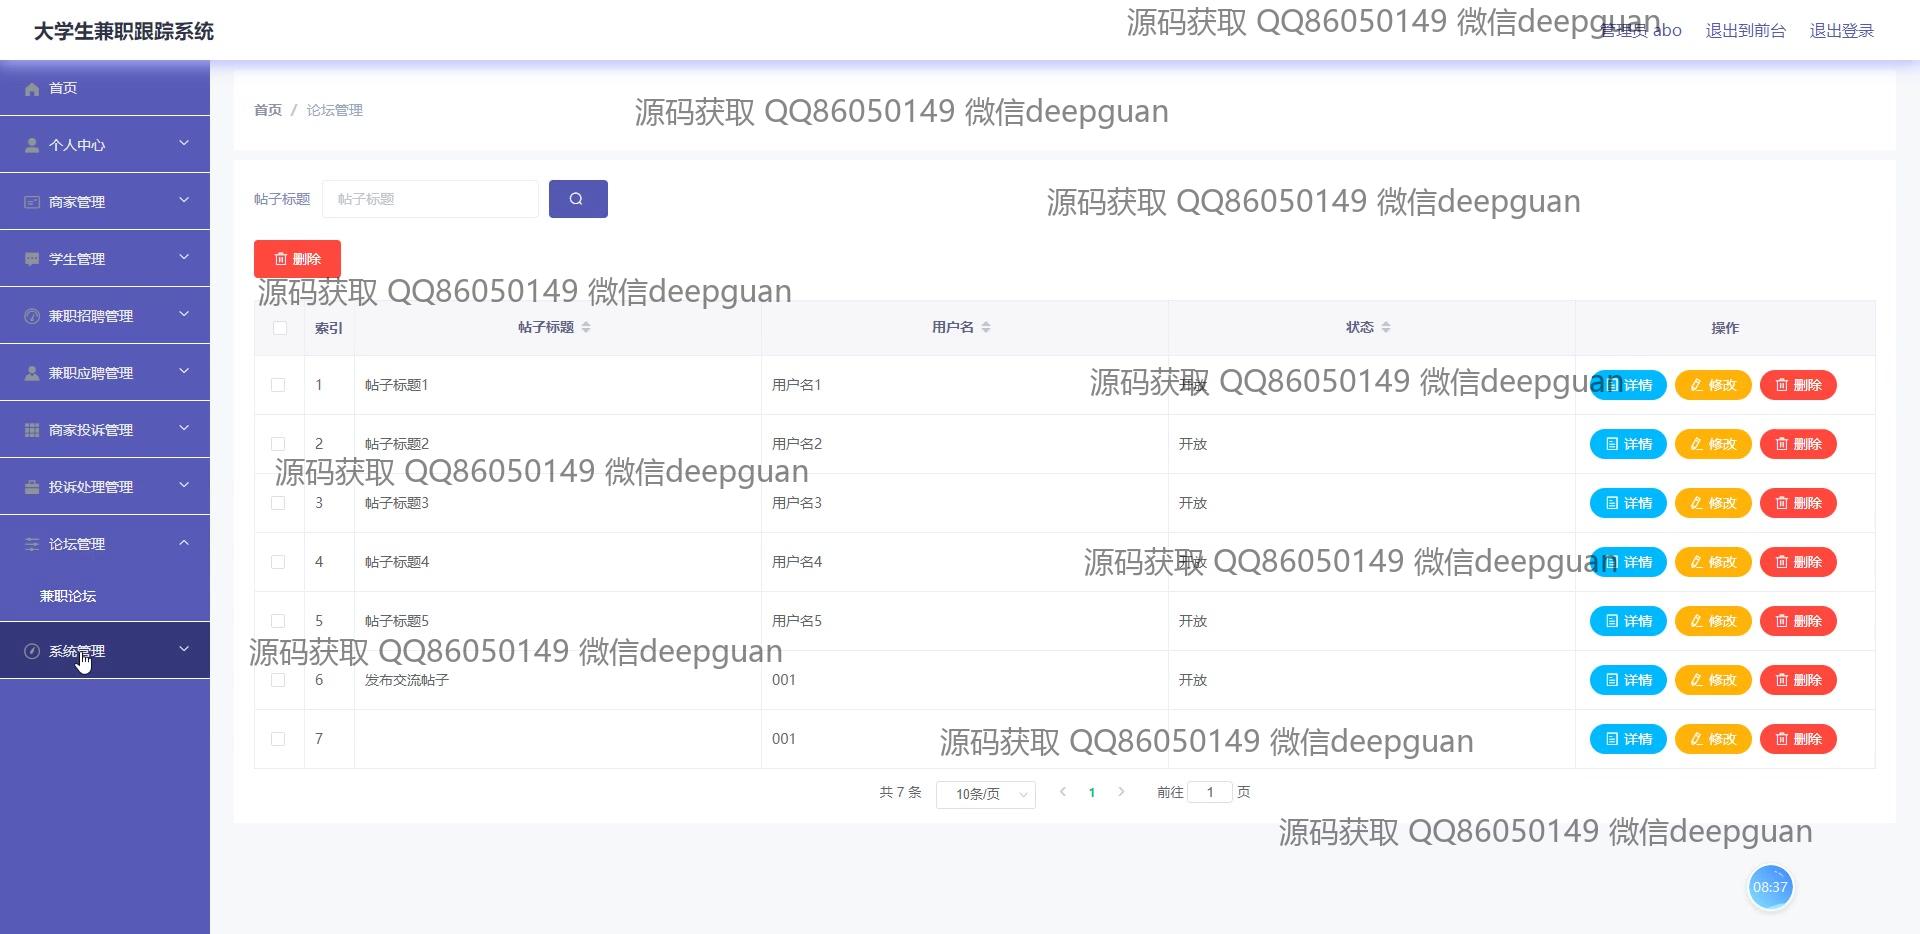 大学生兼职跟踪系统
源码获取 QQ86050149 微信deepguan
管理员 abo 退出到前台 退出登录
首页
个人中心
商家管理
学生管理
兼职招聘管理
兼职应聘管理
商家投诉管理
投诉处理管理
论坛管理
兼职论坛
系统管理
首页 / 论坛管理
源码获取 QQ86050149 微信deepguan
帖子标题 帖子标题
源码获取 QQ86050149 微信deepguan
删除
源码获取 QQ86050149 微信deepguan
索引 帖子标题 用户名 状态 操作
1 帖子标题1 用户名1 开放 详情 修改 删除
源码获取 QQ86050149 微信deepguan
2 帖子标题2 用户名2 开放 详情 修改 删除
源码获取 QQ86050149 微信deepguan
3 帖子标题3 用户名3 开放 详情 修改 删除
4 帖子标题4 用户名4 开放 详情 修改 删除
源码获取 QQ86050149 微信deepguan
5 帖子标题5 用户名5 开放 详情 修改 删除
源码获取 QQ86050149 微信deepguan
6 发布交流帖子 001 开放 详情 修改 删除
7 001 详情 修改 删除
源码获取 QQ86050149 微信deepguan
共 7 条 10条/页 1 前往 1 页
源码获取 QQ86050149 微信deepguan
08:37